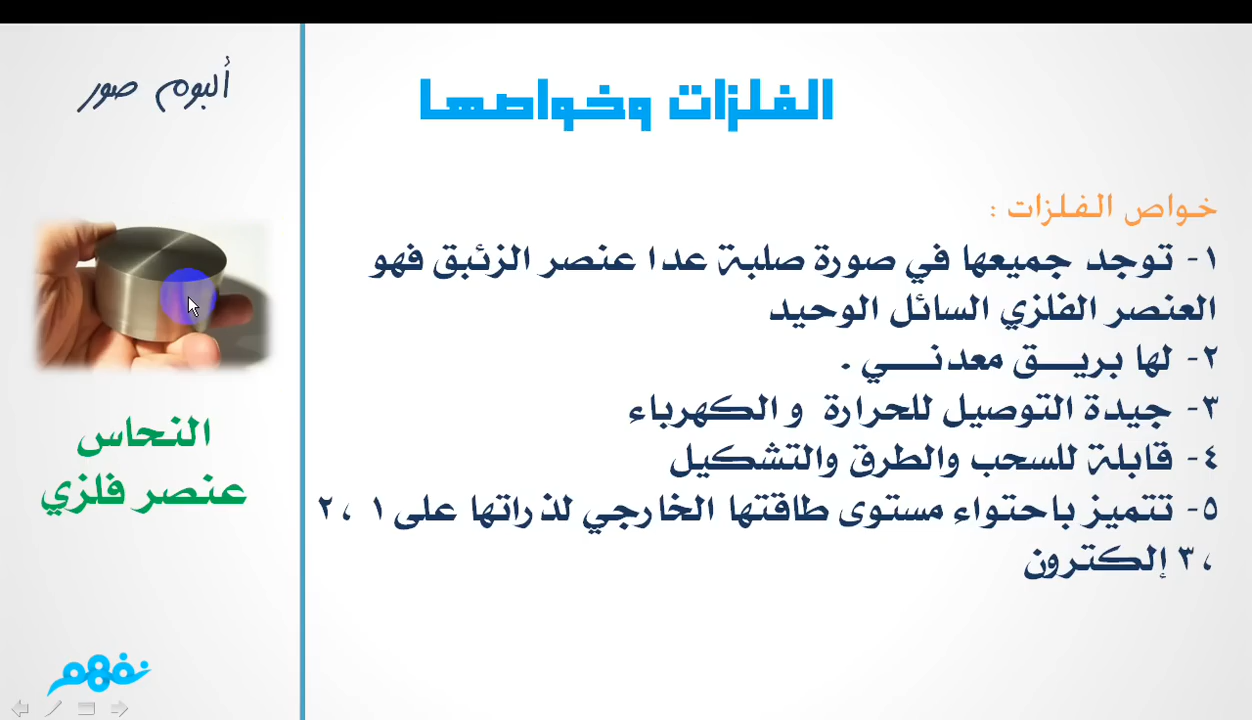 ألبوم صور
الفلزات وخواصها
خواص الفلزات :
١- توجد جميعها في صورة صلبة عدا عنصر الزئبق فهو
العنصر الفلزي السائل الوحيد
٢- لها بريــق معدنــي .
٣- جيدة التوصيل للحرارة و الكهرباء
٤- قابلة للسحب والطرق والتشكيل
٥- تتميز باحتواء مستوى طاقتها الخارجي لذراتها على ١ ،٢
،٣ إلكترون
النحاس
عنصر فلزي
نفهم